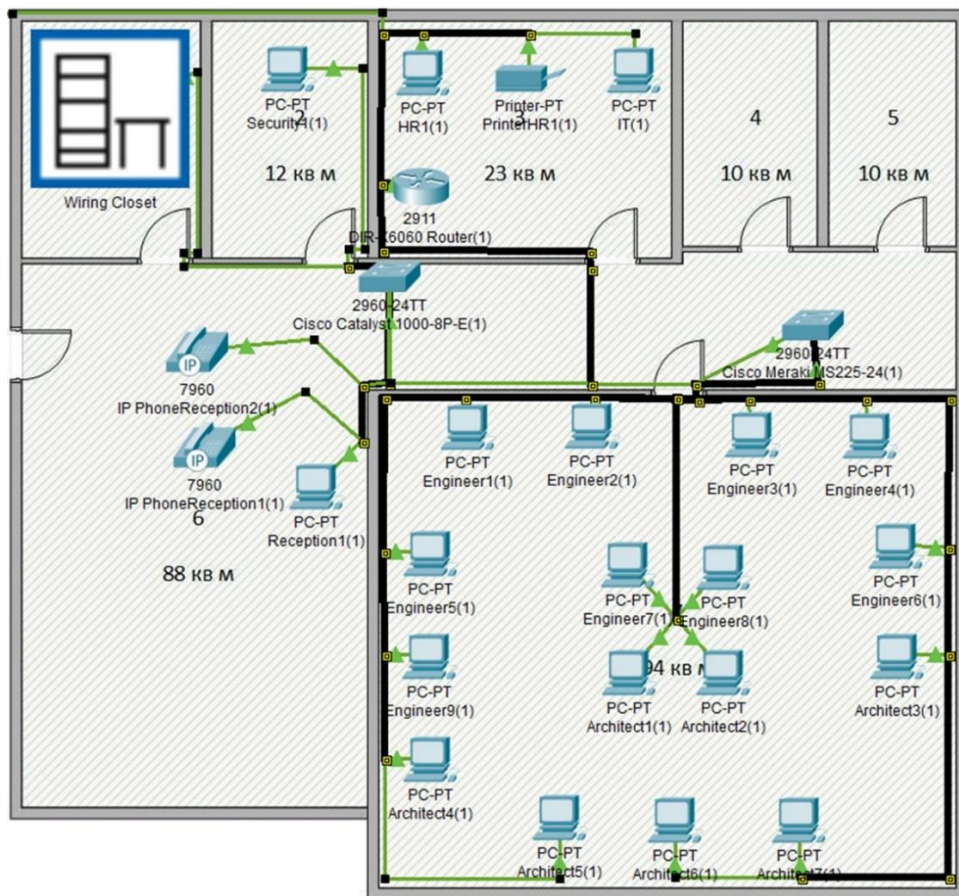 Wiring Closet
PC-PT
Security1(1)
2
12 кв м
PC-PT
HR1(1)
Printer-PT
PrinterHR1(1)
3
PC-PT
IT(1)
23 кв м
2911
DIR-X6060 Router(1)
4
10 кв м
5
10 кв м
2960-24TT
Cisco Catalyst 1000-8P-E(1)
2960-24TT
Cisco Meraki MS225-24(1)
IP
7960
IP PhoneReception2(1)
IP
7960
IP PhoneReception1(1)
6
PC-PT
Reception1(1)
88 кв м
PC-PT
Engineer1(1)
PC-PT
Engineer2(1)
PC-PT
Engineer3(1)
PC-PT
Engineer4(1)
PC-PT
Engineer5(1)
PC-PT
Engineer7(1)
PC-PT
Engineer8(1)
PC-PT
Engineer6(1)
94 кв м
PC-PT
Engineer9(1)
PC-PT
Architect1(1)
PC-PT
Architect2(1)
PC-PT
Architect3(1)
PC-PT
Architect4(1)
PC-PT
Architect5(1)
PC-PT
Architect6(1)
PC-PT
Architect7(1)